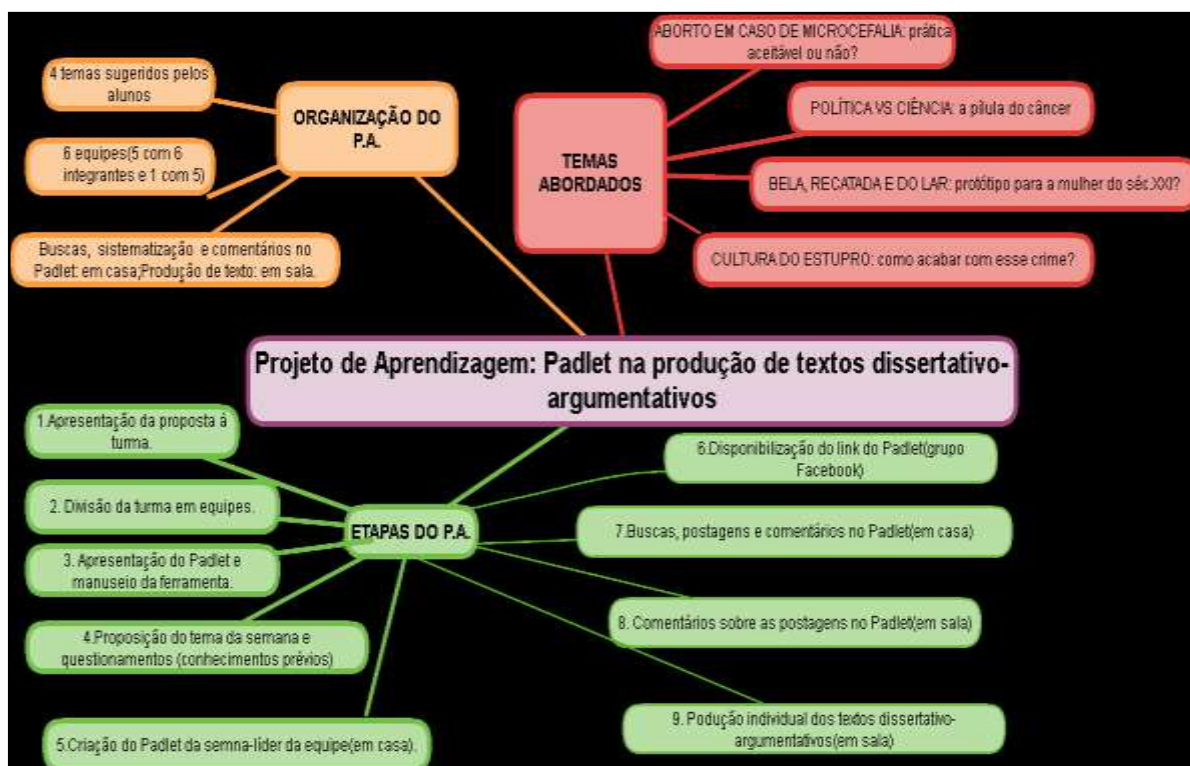 ORGANIZAÇÃO DO
P.A.
4 temas sugeridos pelos
alunos
6 equipes(5 com 6
integrantes e 1 com 5)
Buscas, sistematização e comentários no
Padlet: em casa;Produção de texto: em sala.
TEMAS
ABORDADOS
ABORTO EM CASO DE MICROCEFALIA: prática
aceitável ou não?
POLÍTICA VS CIÊNCIA: a pílula do câncer
BELA, RECATADA E DO LAR: protótipo para a mulher do séc.XXI?
CULTURA DO ESTUPRO: como acabar com esse crime?
Projeto de Aprendizagem: Padlet na produção de textos dissertativo-
argumentativos
ETAPAS DO P.A.
1.Apresentação da proposta à
turma.
2. Divisão da turma em equipes.
3. Apresentação do Padlet e
manuseio da ferramenta.
4.Proposição do tema da semana e
questionamentos (conhecimentos prévios)
5.Criação do Padlet da semna-líder da equipe(em casa).
6.Disponibilização do link do Padlet(grupo
Facebook)
7.Buscas, postagens e comentários no Padlet(em casa)
8. Comentários sobre as postagens no Padlet(em sala)
9. Podução individual dos textos dissertativo-
argumentativos(em sala)